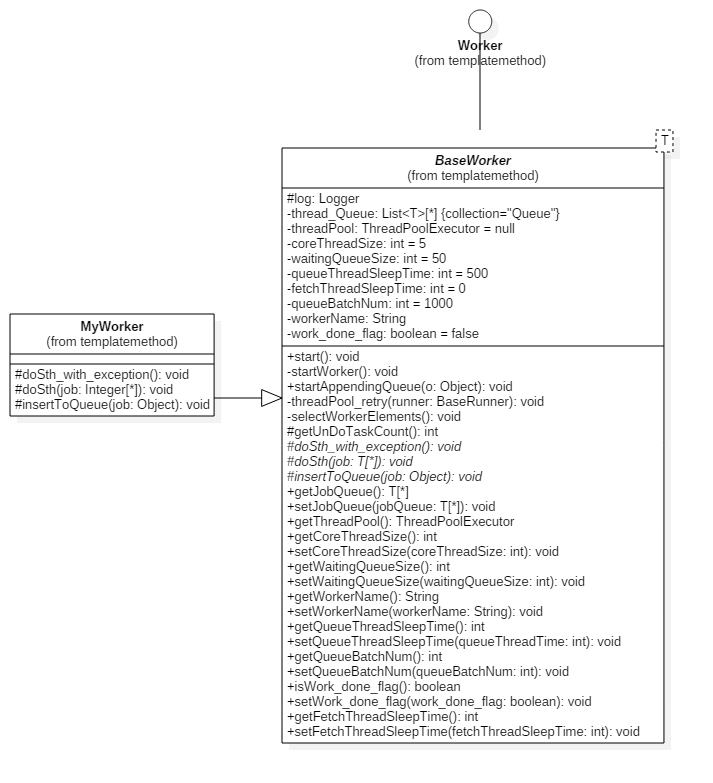 Worker
(from templatemethod)
T
BaseWorker
(from templatemethod)
#log: Logger
-thread_Queue: List<T>[*] {collection="Queue"}
-threadPool: ThreadPoolExecutor = null
-coreThreadSize: int = 5
-waitingQueueSize: int = 50
-queueThreadSleepTime: int = 500
-fetchThreadSleepTime: int = 0
-queueBatchNum: int = 1000
-workerName: String
-work_done_flag: boolean = false
+start(): void
-startWorker(): void
+startAppendingQueue(o: Object): void
-threadPool_retry(runner: BaseRunner): void
-selectWorkerElements(): void
#getUnDoTaskCount(): int
#doSth_with_exception(): void
#doSth(job: T[*]): void
#insertToQueue(job: Object): void
+getJobQueue(): T[*]
+setJobQueue(jobQueue: T[*]): void
+getThreadPool(): ThreadPoolExecutor
+getCoreThreadSize(): int
+setCoreThreadSize(coreThreadSize: int): void
+getWaitingQueueSize(): int
+setWaitingQueueSize(waitingQueueSize: int): void
+getWorkerName(): String
+setWorkerName(workerName: String): void
+getQueueThreadSleepTime(): int
+setQueueThreadSleepTime(queueThreadTime: int): void
+getQueueBatchNum(): int
+setQueueBatchNum(queueBatchNum: int): void
+isWork_done_flag(): boolean
+setWork_done_flag(work_done_flag: boolean): void
+getFetchThreadSleepTime(): int
+setFetchThreadSleepTime(fetchThreadSleepTime: int): void
MyWorker
(from templatemethod)
#doSth_with_exception(): void
#doSth(job: Integer[*]): void
#insertToQueue(job: Object): void